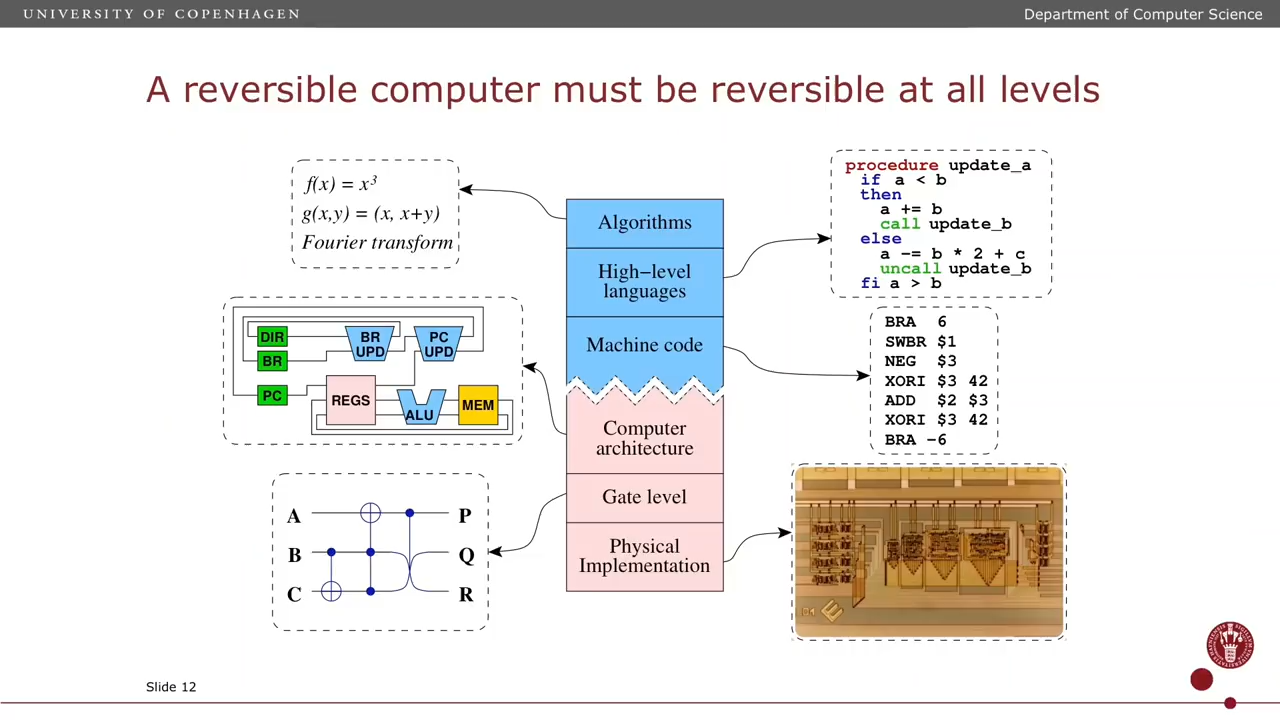 UNIVERSITY OF COPENHAGEN
Department of Computer Science
A reversible computer must be reversible at all levels
f(x) = x³
g(x,y) = (x, x+y)
Fourier transform
Algorithms
High−level
languages
Machine code
Computer
architecture
Gate level
Physical
Implementation
procedure update_a
if a < b
then
a += b
call update_b
else
a −= b * 2 + c
uncall update_b
fi a > b
DIR
BR
PC
BR
UPD
PC
UPD
REGS
ALU
MEM
BRA 6
SWBR $1
NEG $3
XORI $3 42
ADD $2 $3
XORI $3 42
BRA −6
A
P
B
Q
C
R
Slide 12